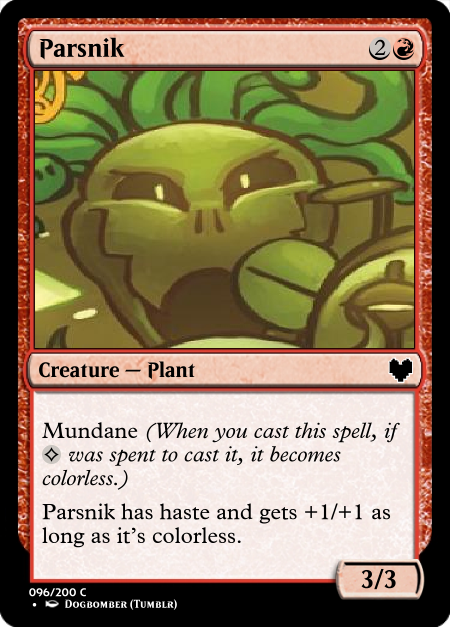 Parsnik 2
Creature — Plant
Mundane (When you cast this spell, if
was spent to cast it, it becomes
colorless.)
Parsnik has haste and gets +1/+1 as
long as it's colorless.
3/3
096/200 C
• Dogbomber (Tumblr)